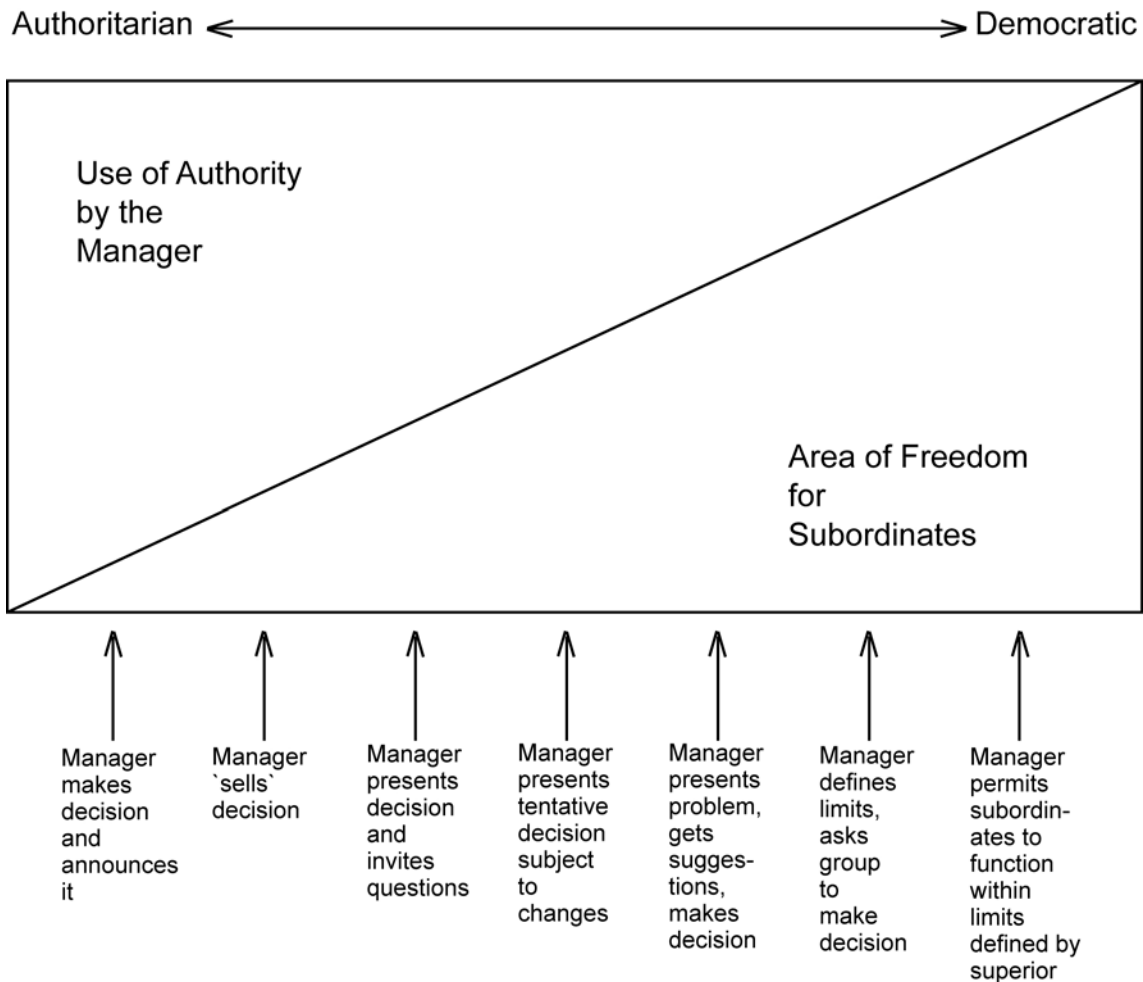 Authoritarian
Democratic
Use of Authority
by the
Manager
Area of Freedom
for
Subordinates
Manager
makes
decision
and
announces
it
Manager
`sells`
decision
Manager
presents
decision
and
invites
questions
Manager
presents
tentative
decision
subject
to
changes
Manager
presents
problem,
gets
sugges-
tions,
makes
decision
Manager
defines
limits,
asks
group
to
make
decision
Manager
permits
subordin-
ates to
function
within
limits
defined by
superior